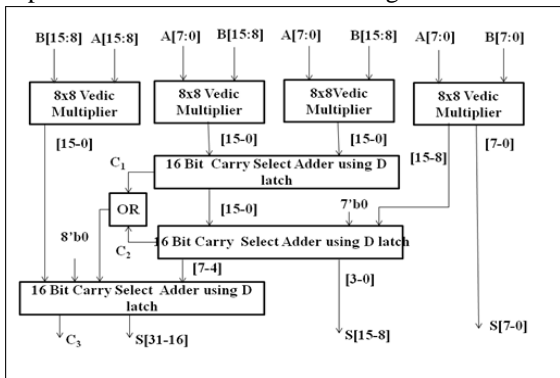 B[15:8] A[15:8] A[7:0] B[15:8] A[7:0] B[15:8] A[7:0] B[7:0]
8x8 Vedic Multiplier
8x8 Vedic Multiplier
8x8Vedic Multiplier
8x8 Vedic Multiplier
[15-0] [15-0] [15-0] [15-8] [7-0]
C1
16 Bit Carry Select Adder using D
latch
OR
[15-0]
7'b0
8'b0
C2
16 Bit Carry Select Adder using D latch
[7-4] [3-0]
16 Bit Carry Select Adder using D
latch
C3 S[31-16] S[15-8] S[7-0]